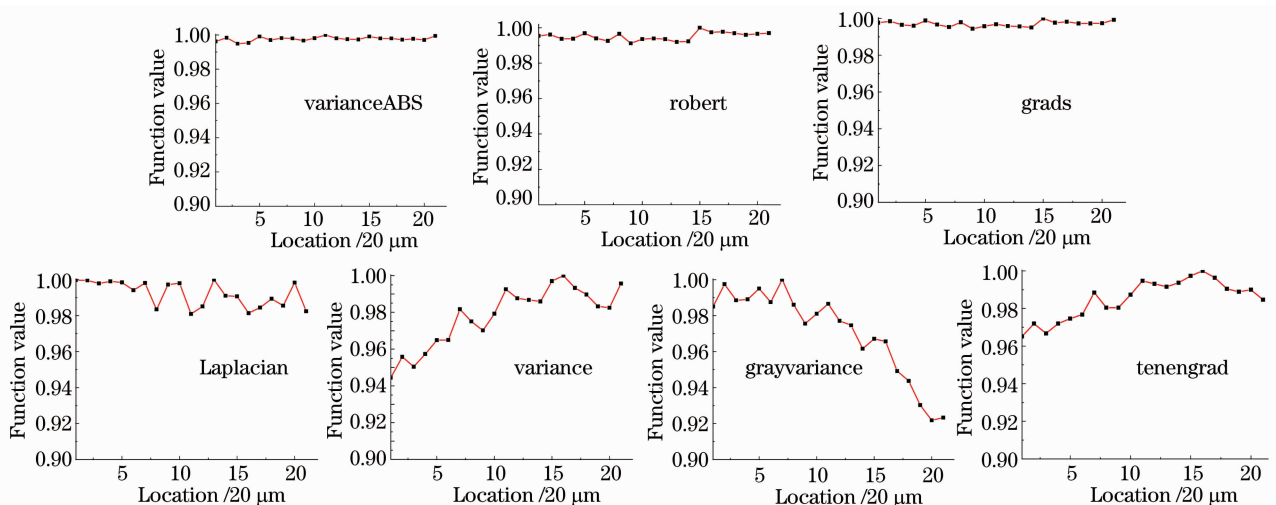 Function value
1.00
0.98
0.96
0.94
0.92
0.90
varianceABS
5 10 15 20
Location /20 μm
Function value
1.00
0.98
0.96
0.94
0.92
0.90
robert
5 10 15 20
Location /20 μm
Function value
1.00
0.98
0.96
0.94
0.92
0.90
grads
5 10 15 20
Location /20 μm
Function value
1.00
0.98
0.96
0.94
0.92
0.90
Laplacian
5 10 15 20
Location /20 μm
Function value
1.00
0.98
0.96
0.94
0.92
0.90
variance
5 10 15 20
Location /20 μm
Function value
1.00
0.98
0.96
0.94
0.92
0.90
grayvariance
5 10 15 20
Location /20 μm
Function value
1.00
0.98
0.96
0.94
0.92
0.90
tenengrad
5 10 15 20
Location /20 μm